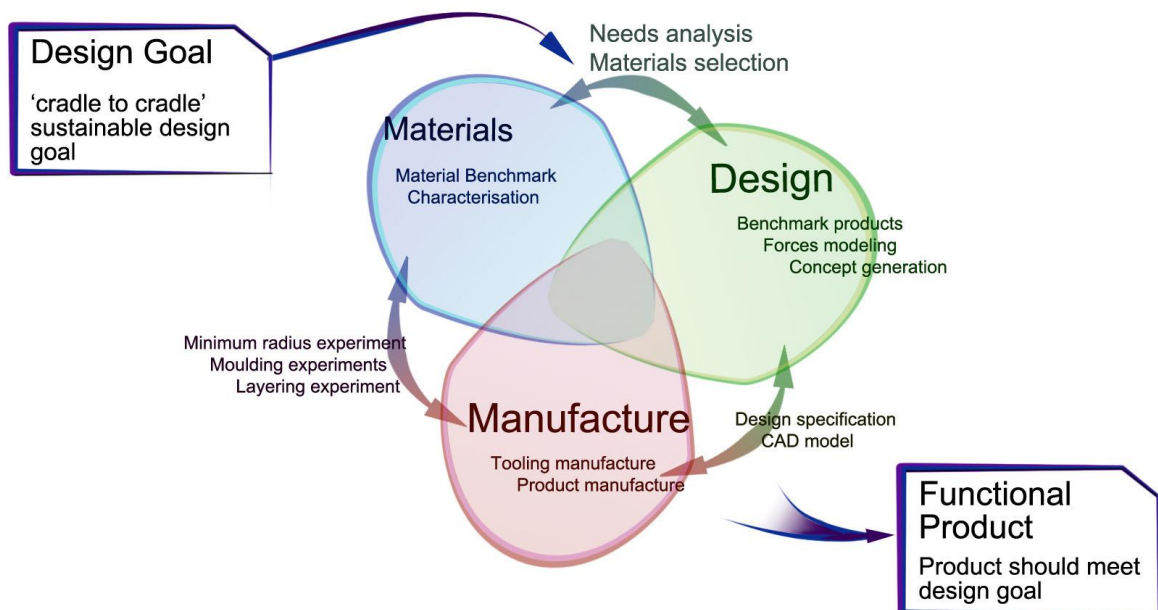 Design Goal
‘cradle to cradle’
sustainable design
goal
Needs analysis
Materials selection
Materials
Material Benchmark
Characterisation
Design
Benchmark products
Forces modeling
Concept generation
Minimum radius experiment
Moulding experiments
Layering experiment
Manufacture
Tooling manufacture
Product manufacture
Design specification
CAD model
Functional
Product
Product should meet
design goal